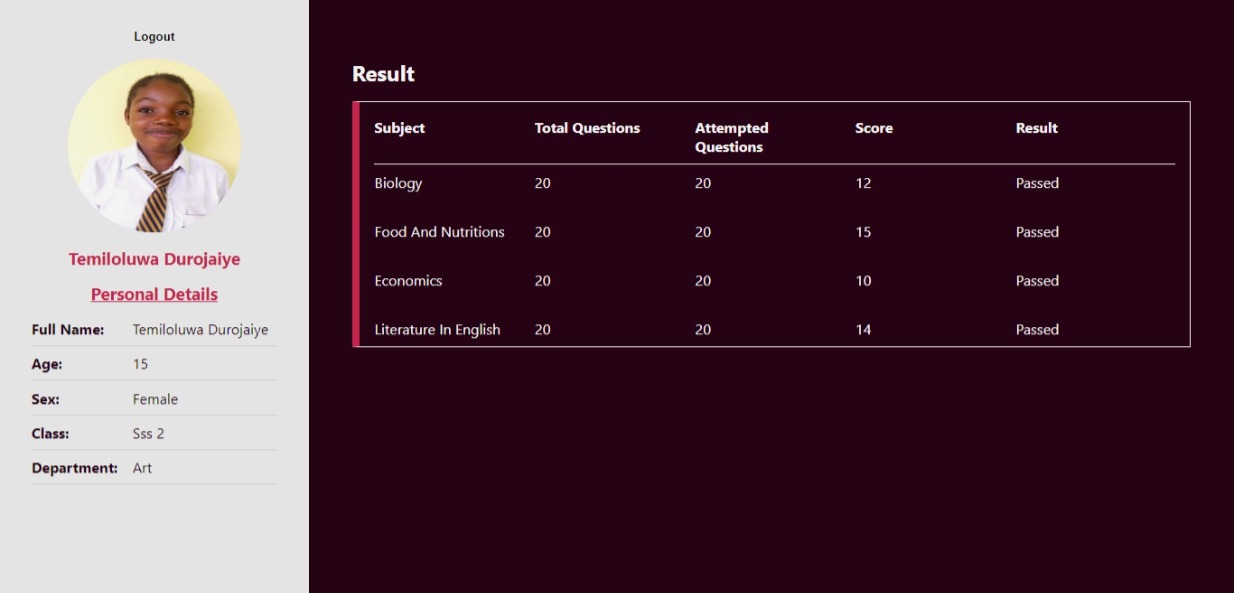 Logout
Temiloluwa Durojaiye
Personal Details
Full Name: Temiloluwa Durojaiye
Age: 15
Sex: Female
Class: Sss 2
Department: Art
Result
Subject Total Questions Attempted Questions Score Result
Biology 20 20 12 Passed
Food And Nutritions 20 20 15 Passed
Economics 20 20 10 Passed
Literature In English 20 20 14 Passed